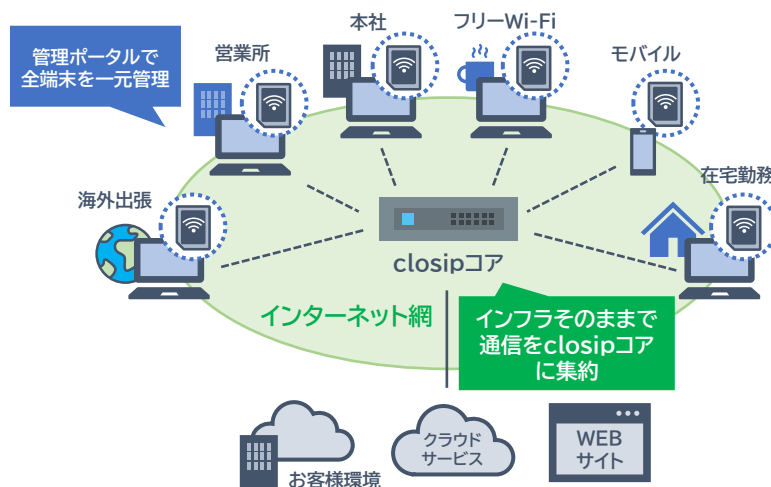 管理ポータルで
全端末を一元管理
営業所
本社
フリーWi-Fi
モバイル
海外出張
在宅勤務
closipコア
インターネット網
インフラそのままで
通信をclosipコア
に集約
お客様環境
クラウド
サービス
WEB
サイト